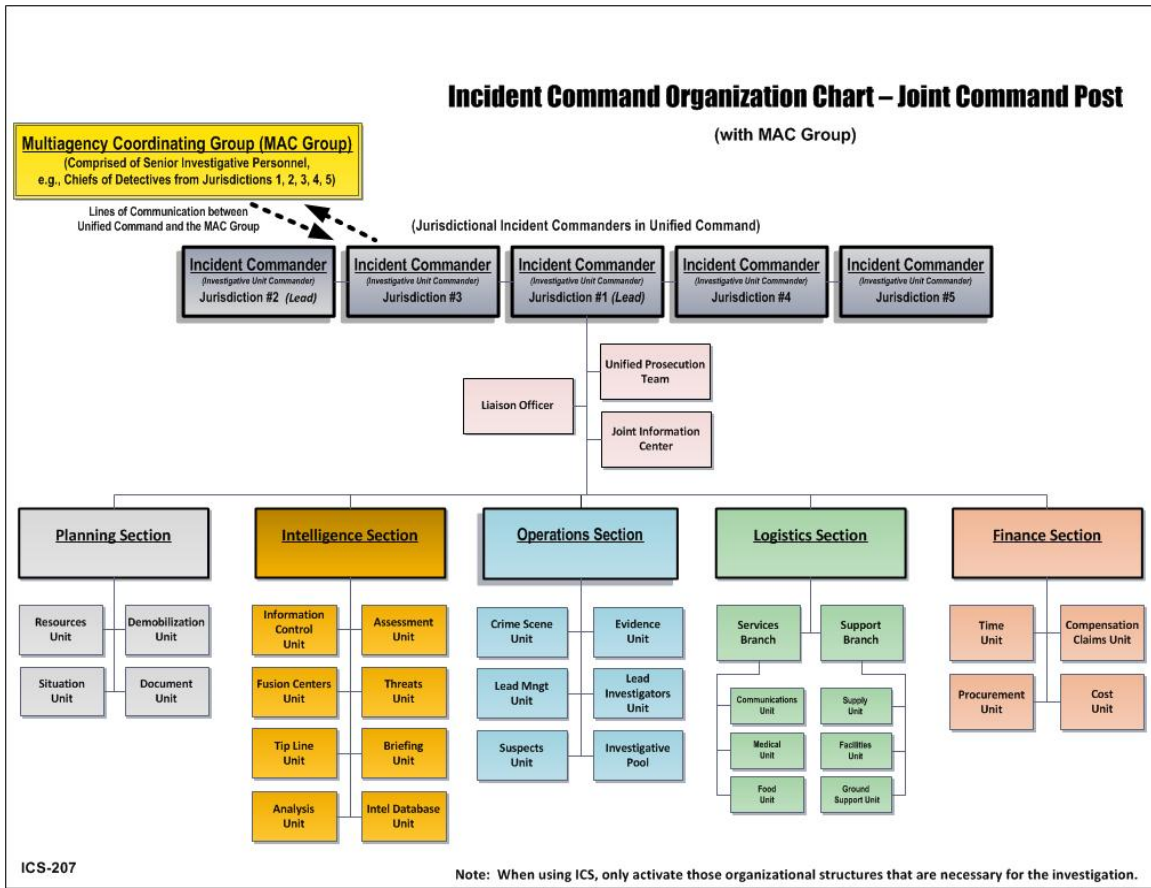 Incident Command Organization Chart – Joint Command Post
(with MAC Group)
Multiagency Coordinating Group (MAC Group)
(Comprised of Senior Investigative Personnel,
e.g., Chiefs of Detectives from Jurisdictions 1, 2, 3, 4, 5)
Lines of Communication between
Unified Command and the MAC Group
(Jurisdictional Incident Commanders in Unified Command)
Incident Commander
(Investigative Unit Commander)
Jurisdiction #2 (Lead)
Incident Commander
(Investigative Unit Commander)
Jurisdiction #3
Incident Commander
(Investigative Unit Commander)
Jurisdiction #1 (Lead)
Incident Commander
(Investigative Unit Commander)
Jurisdiction #4
Incident Commander
(Investigative Unit Commander)
Jurisdiction #5
Unified Prosecution
Team
Liaison Officer
Joint Information
Center
Planning Section
Resources
Unit
Demobilization
Unit
Situation
Unit
Document
Unit
Intelligence Section
Information
Control
Unit
Assessment
Unit
Fusion Centers
Unit
Threats
Unit
Tip Line
Unit
Briefing
Unit
Analysis
Unit
Intel Database
Unit
Operations Section
Crime Scene
Unit
Evidence
Unit
Lead Mngt
Unit
Lead
Investigators
Unit
Suspects
Unit
Investigative
Pool
Logistics Section
Services
Branch
Support
Branch
Communications
Unit
Supply
Unit
Medical
Unit
Facilities
Unit
Food
Unit
Ground
Support Unit
Finance Section
Time
Unit
Compensation
Claims Unit
Procurement
Unit
Cost
Unit
ICS-207
Note: When using ICS, only activate those organizational structures that are necessary for the investigation.